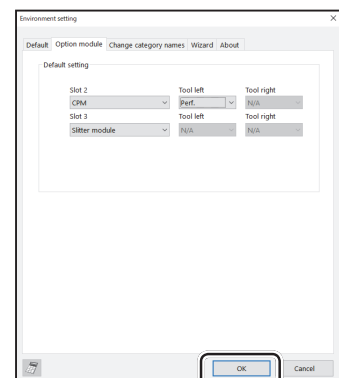 Environment setting
Default Option module Change category names Wizard About
Default setting
Slot 2 Tool left Tool right
CPM Perf. N/A
Slot 3 Tool left Tool right
Slitter module N/A N/A
OK Cancel